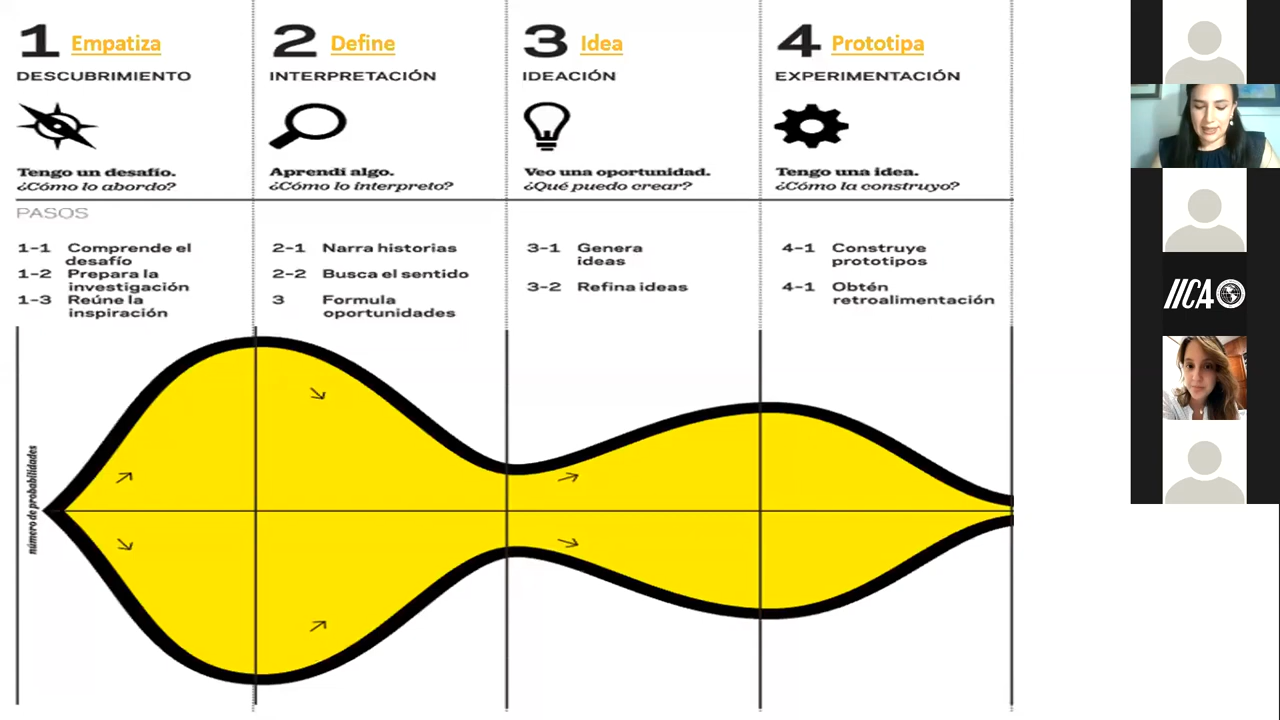 1 Empatiza
DESCUBRIMIENTO
Tengo un desafío.
¿Cómo lo abordo?
2 Define
INTERPRETACIÓN
Aprendí algo.
¿Cómo lo interpreto?
3 Idea
IDEACIÓN
Veo una oportunidad.
¿Qué puedo crear?
4 Prototipa
EXPERIMENTACIÓN
Tengo una idea.
¿Cómo la construyo?
PASOS
1-1 Comprende el
desafío
1-2 Prepara la
investigación
1-3 Reúne la
inspiración
2-1 Narra historias
2-2 Busca el sentido
3 Formula
oportunidades
3-1 Genera
ideas
3-2 Refina ideas
4-1 Construye
prototipos
4-1 Obtén
retroalimentación
número de probabilidades
IICA